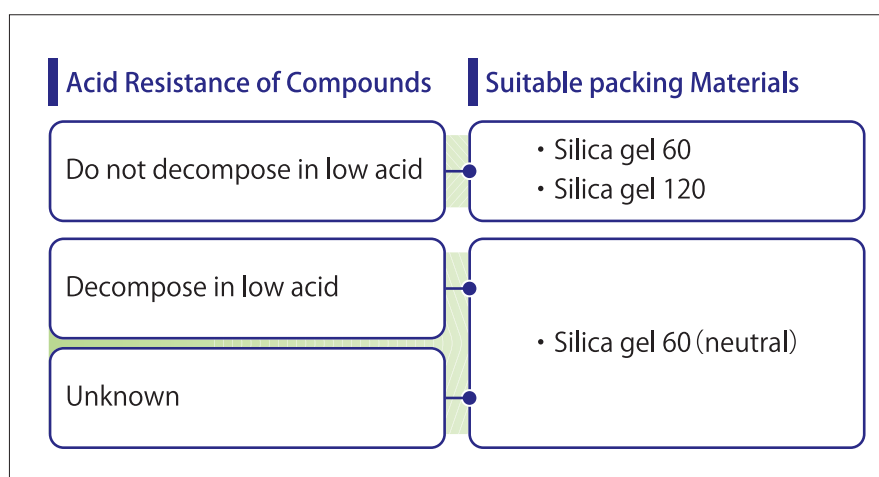 Acid Resistance of Compounds
Suitable packing Materials
Do not decompose in low acid
・Silica gel 60
・Silica gel 120
Decompose in low acid
Unknown
・Silica gel 60（neutral）